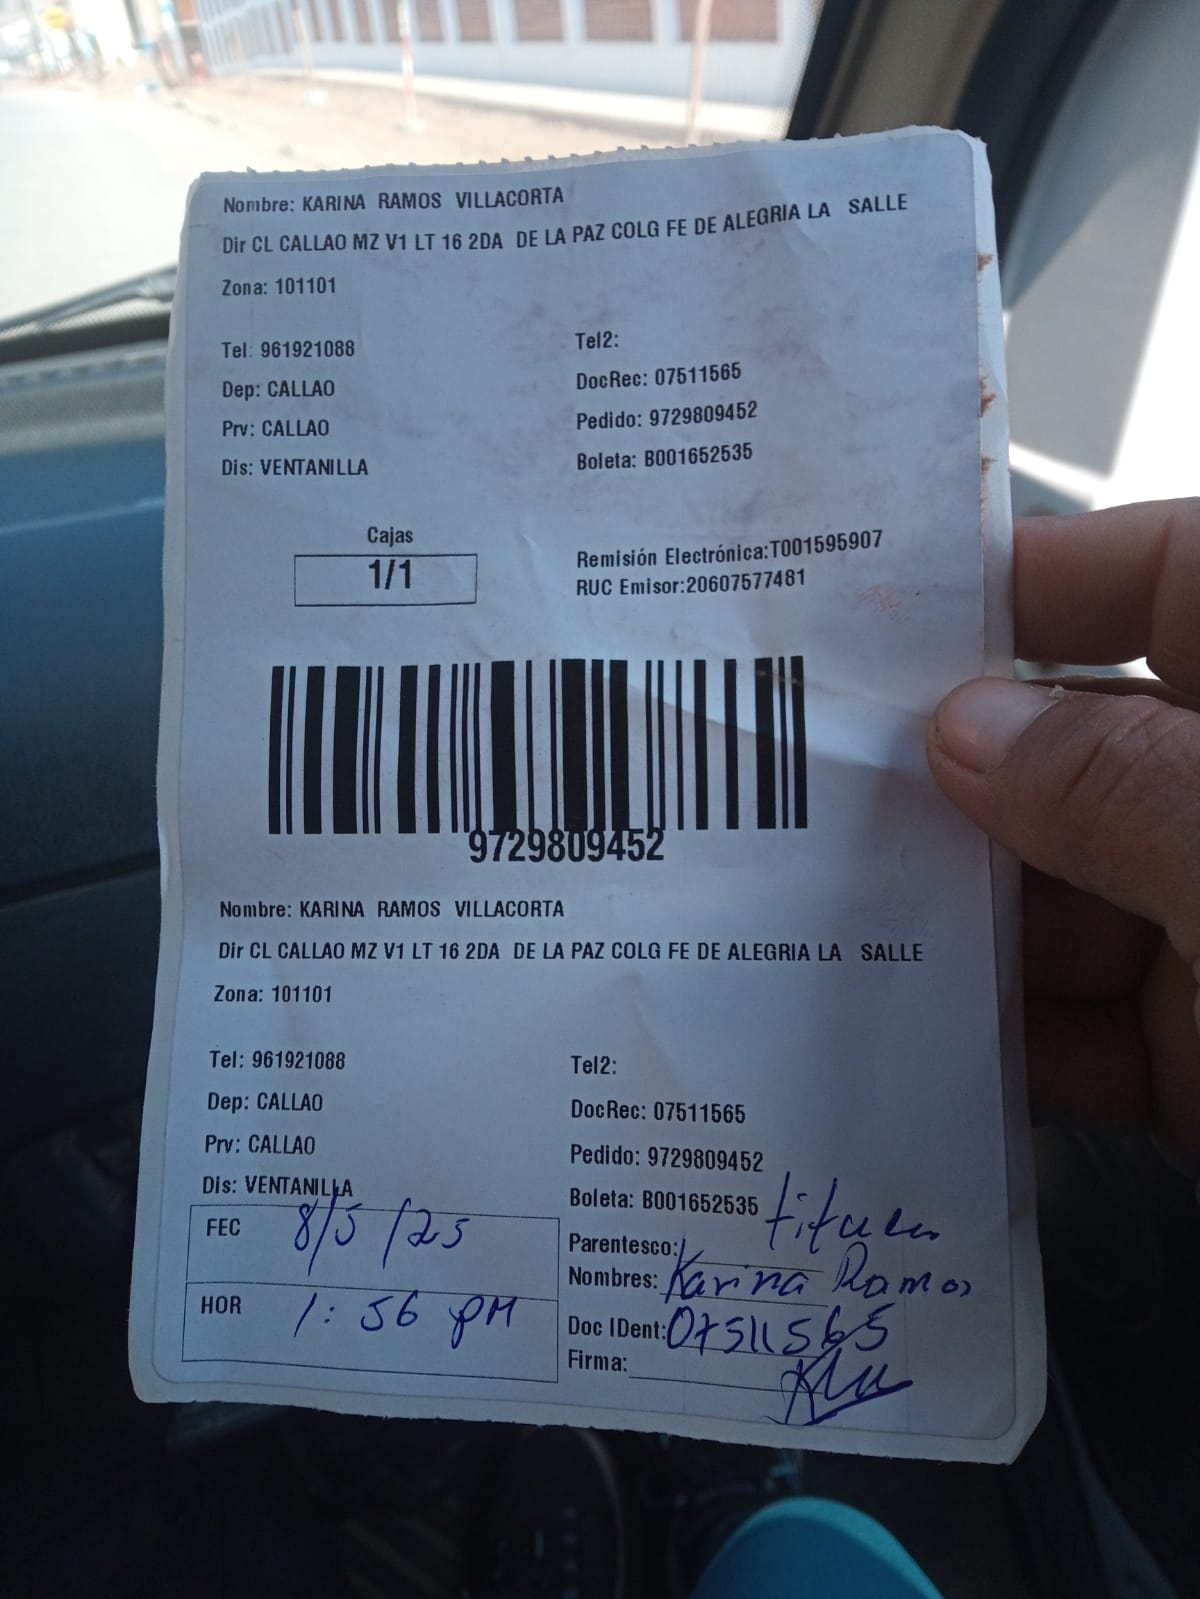 Nombre: KARINA RAMOS VILLACORTA
Dir CL CALLAO MZ V1 LT 16 2DA DE LA PAZ COLG FE DE ALEGRIA LA SALLE
Zona: 101101
Tel: 961921088 Tel2:
Dep: CALLAO DocRec: 07511565
Prv: CALLAO Pedido: 9729809452
Dis: VENTANILLA Boleta: B001652535
Cajas
1/1
Remisión Electrónica:T001595907
RUC Emisor:20607577481
9729809452
Nombre: KARINA RAMOS VILLACORTA
Dir CL CALLAO MZ V1 LT 16 2DA DE LA PAZ COLG FE DE ALEGRIA LA SALLE
Zona: 101101
Tel: 961921088 Tel2:
Dep: CALLAO DocRec: 07511565
Prv: CALLAO Pedido: 9729809452
Dis: VENTANILLA Boleta: B001652535
FEC 8/5/25
HOR 1:56 PM
Parentesco:
Nombres: Karina Ramos
Doc IDent: 07511565
Firma: